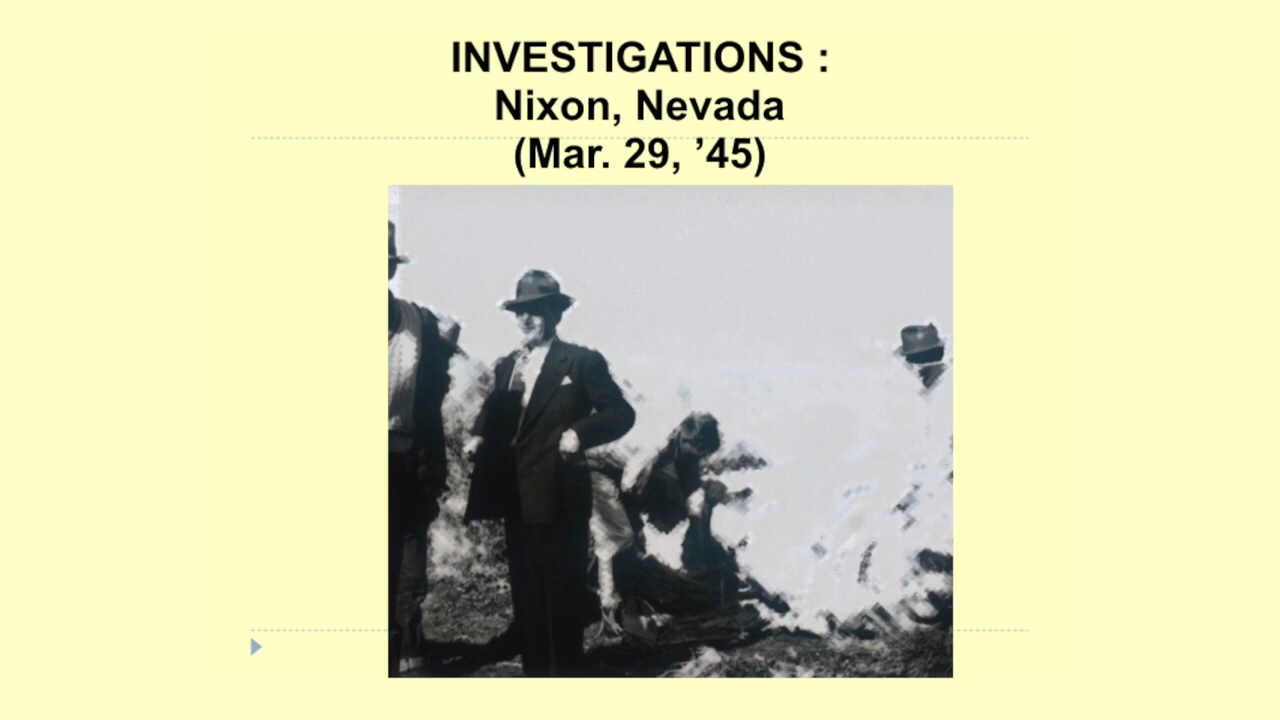 INVESTIGATIONS :
Nixon, Nevada
(Mar. 29, ’45)